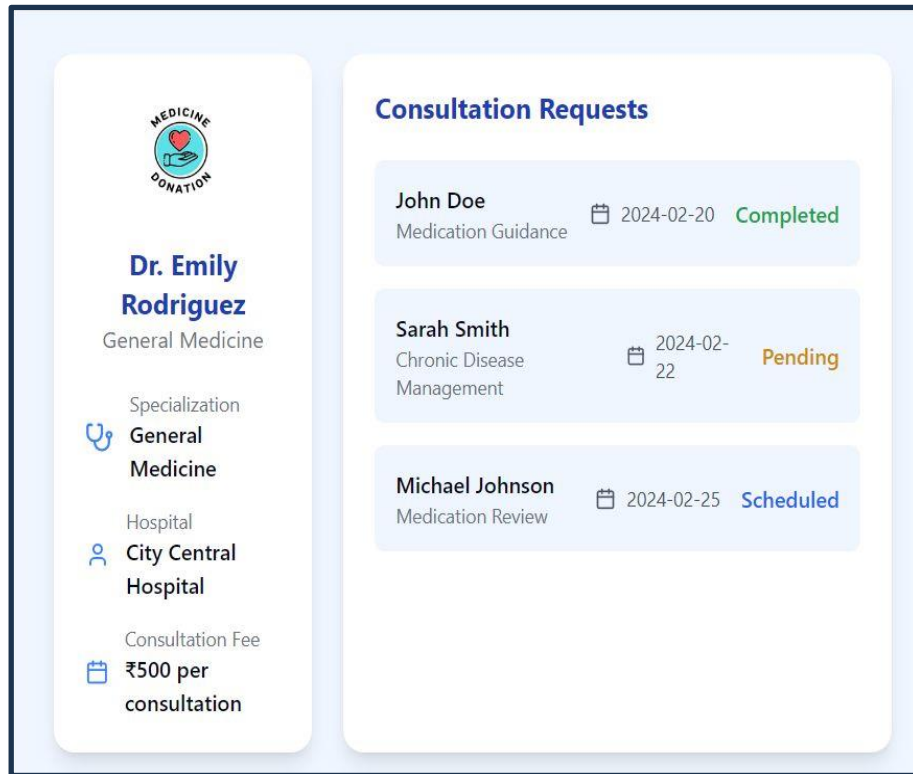 MEDICINE
DONATION
Dr. Emily
Rodriguez
General Medicine
Specialization
General
Medicine
Hospital
City Central
Hospital
Consultation Fee
₹500 per
consultation
Consultation Requests
John Doe
Medication Guidance
2024-02-20
Completed
Sarah Smith
Chronic Disease
Management
2024-02-
22
Pending
Michael Johnson
Medication Review
2024-02-25
Scheduled